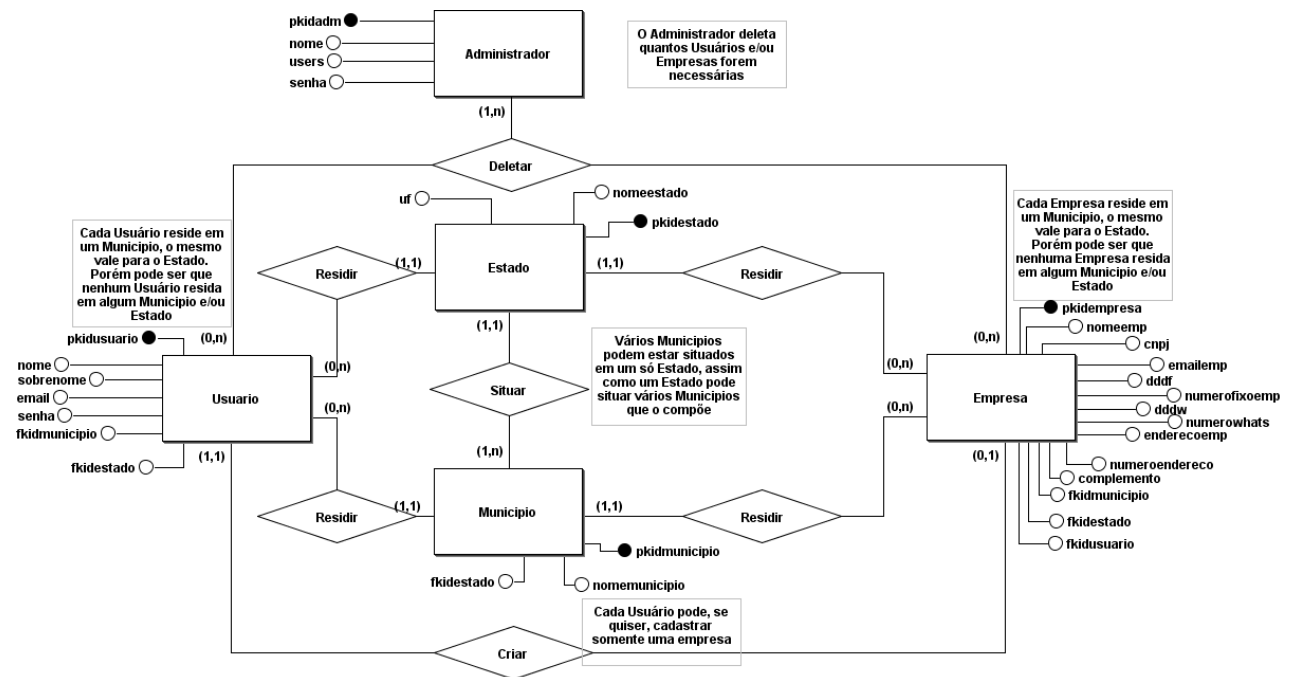 pkidadm
nome
users
senha
Administrador
O Administrador deleta
quantos Usuários e/ou
Empresas forem
necessárias
(1,n)
Deletar
uf
nomeestado
pkidestado
Cada Usuário reside em
um Municipio, o mesmo
vale para o Estado.
Porém pode ser que
nenhum Usuário resida
em algum Municipio e/ou
Estado
Residir
(1,1)
Estado
(1,1)
Residir
Cada Empresa reside em
um Municipio, o mesmo
vale para o Estado.
Porém pode ser que
nenhuma Empresa resida
em algum Municipio e/ou
Estado
pkidusuario
(0,n)
(0,n)
nome
sobrenome
email
senha
fkidmunicipio
fkidestado
Usuario
(0,n)
(1,1)
(1,1)
Situar
(1,n)
Vários Municipios
podem estar situados
em um só Estado, assim
como um Estado pode
situar vários Municipios
que o compõe
(0,n)
(0,n)
(0,n)
Empresa
(0,1)
pkidempresa
nomeemp
cnpj
emailemp
dddf
numerofixoemp
dddw
numerowhats
enderecoemp
numeroendereco
complemento
fkidmunicipio
fkidestado
fkidusuario
Residir
(1,1)
Municipio
(1,1)
Residir
pkidmunicipio
fkidestado
nomemunicipio
Cada Usuário pode, se
quiser, cadastrar
somente uma empresa
Criar